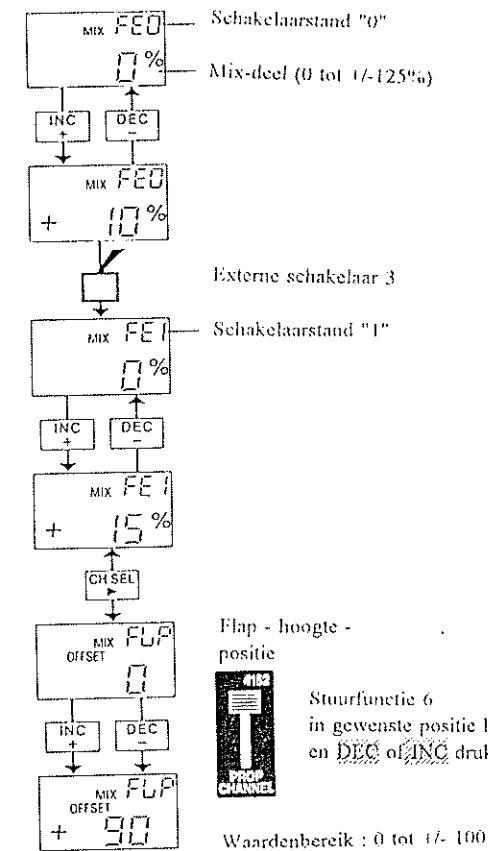 MIX FE0
Schakelaarstand "0"
0%
Mix-deel (0 tot +/-125%)
INC
+
DEC
-
MIX FE0
+ 10%
Externe schakelaar 3
MIX FE1
Schakelaarstand "1"
0%
INC
+
DEC
-
MIX FE1
+ 15%
CH SEL
MIX FLP
OFFSET
0
Flap - hoogte -
positie
PROP
CHANNEL
Stuurfunctie 6
in gewenste positie
en DEC of INC druk
INC
+
DEC
-
MIX FLP
OFFSET
+ 90
Waardenbereik : 0 tot +/- 100